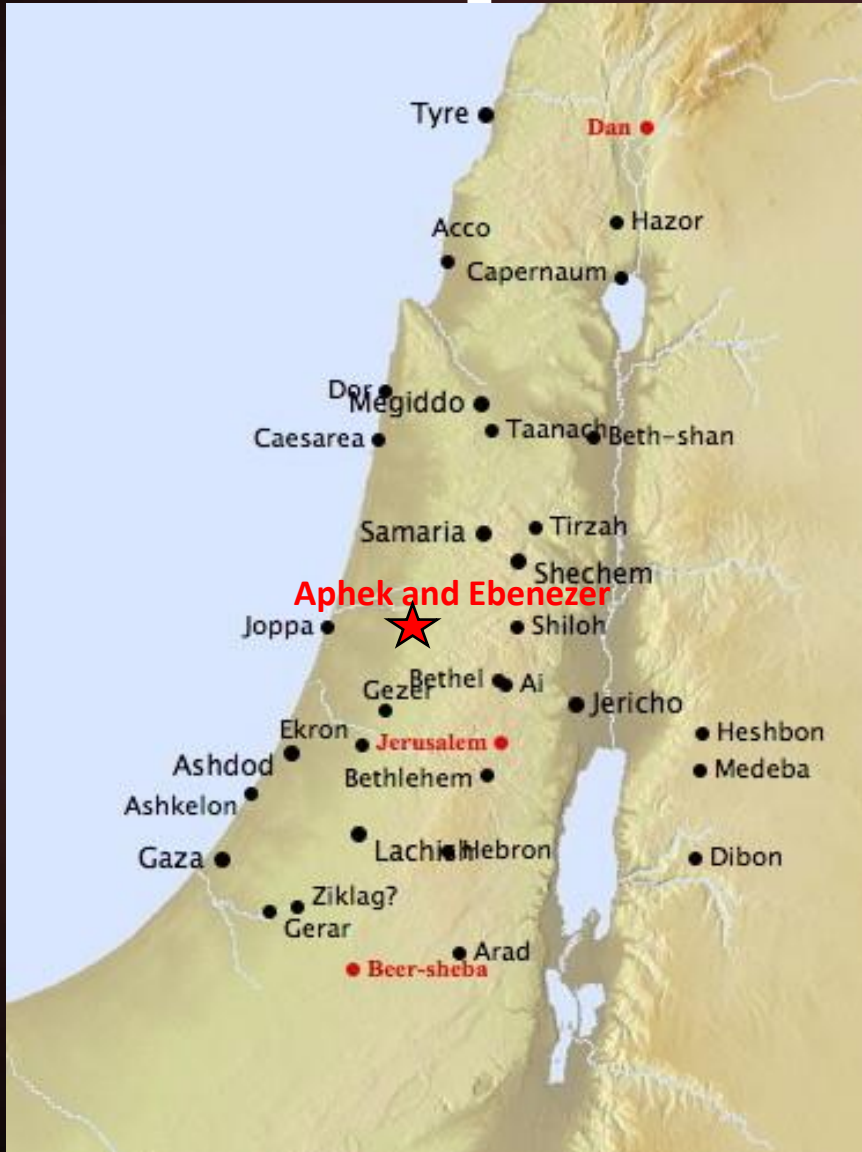 Tyre
Dan
Hazor
Acco
Capernaum
Dor
Megiddo
Taanach
Beth-shan
Caesarea
Samaria
Tirzah
Shechem
Aphek and Ebenezer
Joppa
Shiloh
Bethel
Ai
Gezer
Jericho
Ekron
Jerusalem
Heshbon
Ashdod
Medeba
Bethlehem
Ashkelon
Lachish
Hebron
Gaza
Dibon
Ziklag?
Gerar
Arad
Beer-sheba